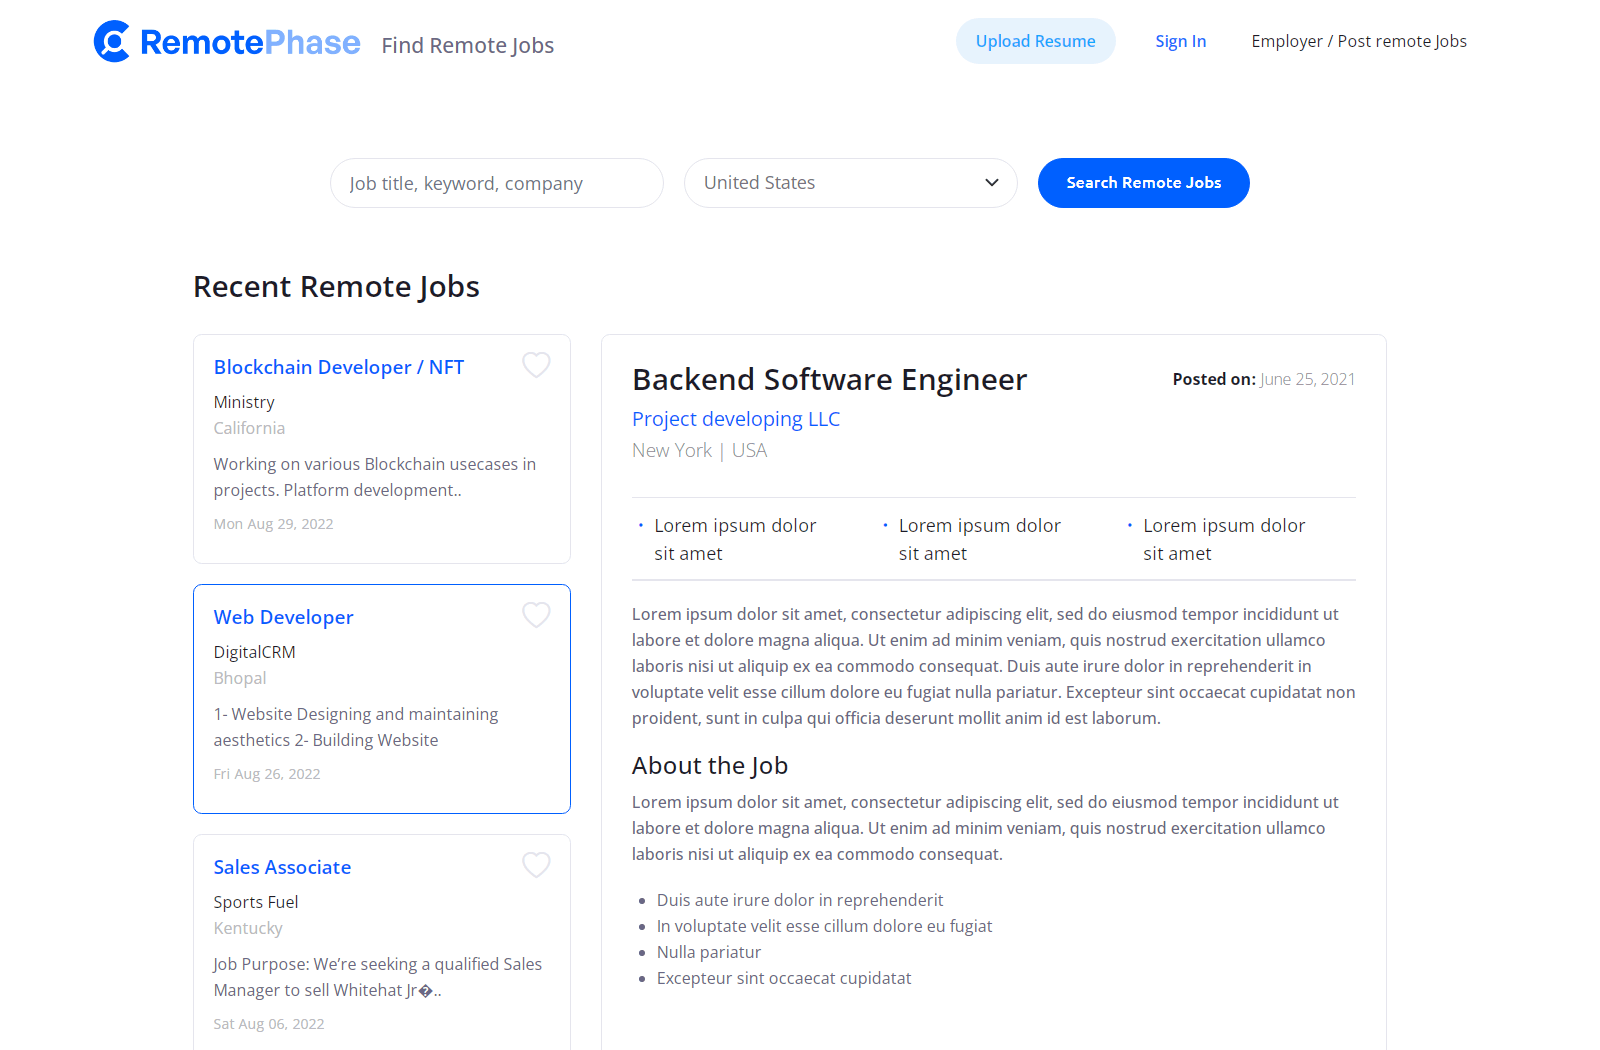 RemotePhase Find Remote Jobs
Upload Resume
Sign In
Employer / Post remote Jobs
Job title, keyword, company
United States
Search Remote Jobs
Recent Remote Jobs
Blockchain Developer / NFT
Ministry
California
Working on various Blockchain usecases in
projects. Platform development..
Mon Aug 29, 2022
Web Developer
DigitalCRM
Bhopal
1- Website Designing and maintaining
aesthetics 2- Building Website
Fri Aug 26, 2022
Sales Associate
Sports Fuel
Kentucky
Job Purpose: We’re seeking a qualified Sales
Manager to sell Whitehat Jr�..
Sat Aug 06, 2022
Backend Software Engineer
Posted on: June 25, 2021
Project developing LLC
New York | USA
• Lorem ipsum dolor
sit amet
• Lorem ipsum dolor
sit amet
• Lorem ipsum dolor
sit amet
Lorem ipsum dolor sit amet, consectetur adipiscing elit, sed do eiusmod tempor incididunt ut
labore et dolore magna aliqua. Ut enim ad minim veniam, quis nostrud exercitation ullamco
laboris nisi ut aliquip ex ea commodo consequat. Duis aute irure dolor in reprehenderit in
voluptate velit esse cillum dolore eu fugiat nulla pariatur. Excepteur sint occaecat cupidatat non
proident, sunt in culpa qui officia deserunt mollit anim id est laborum.
About the Job
Lorem ipsum dolor sit amet, consectetur adipiscing elit, sed do eiusmod tempor incididunt ut
labore et dolore magna aliqua. Ut enim ad minim veniam, quis nostrud exercitation ullamco
laboris nisi ut aliquip ex ea commodo consequat.
• Duis aute irure dolor in reprehenderit
• In voluptate velit esse cillum dolore eu fugiat
• Nulla pariatur
• Excepteur sint occaecat cupidatat